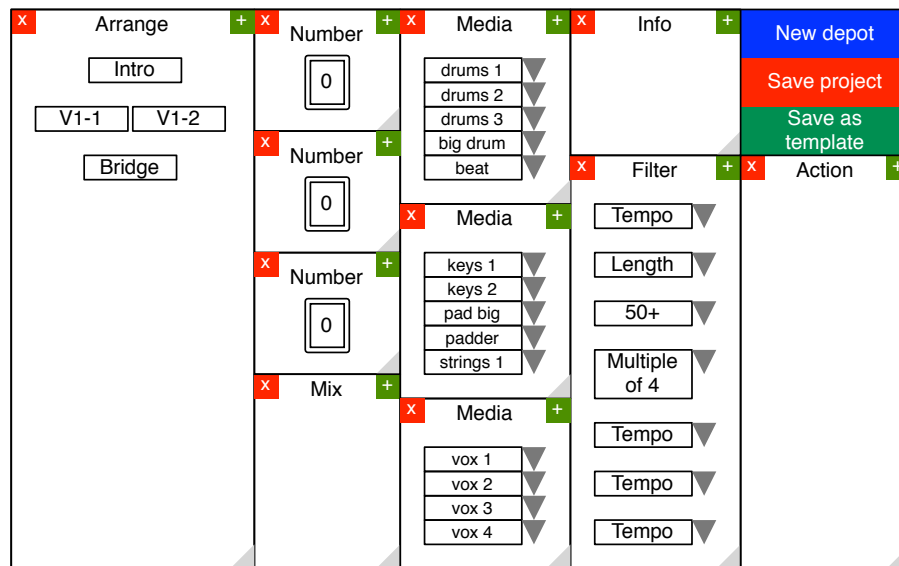 x Arrange +
Intro
V1-1 V1-2
Bridge
x Number +
0
x Number +
0
x Number +
0
x Mix +
x Media +
drums 1
drums 2
drums 3
big drum
beat
x Media +
keys 1
keys 2
pad big
padder
strings 1
x Media +
vox 1
vox 2
vox 3
vox 4
x Info +
x Filter +
Tempo
Length
50+
Multiple
of 4
Tempo
Tempo
Tempo
New depot
Save project
Save as
template
x Action +